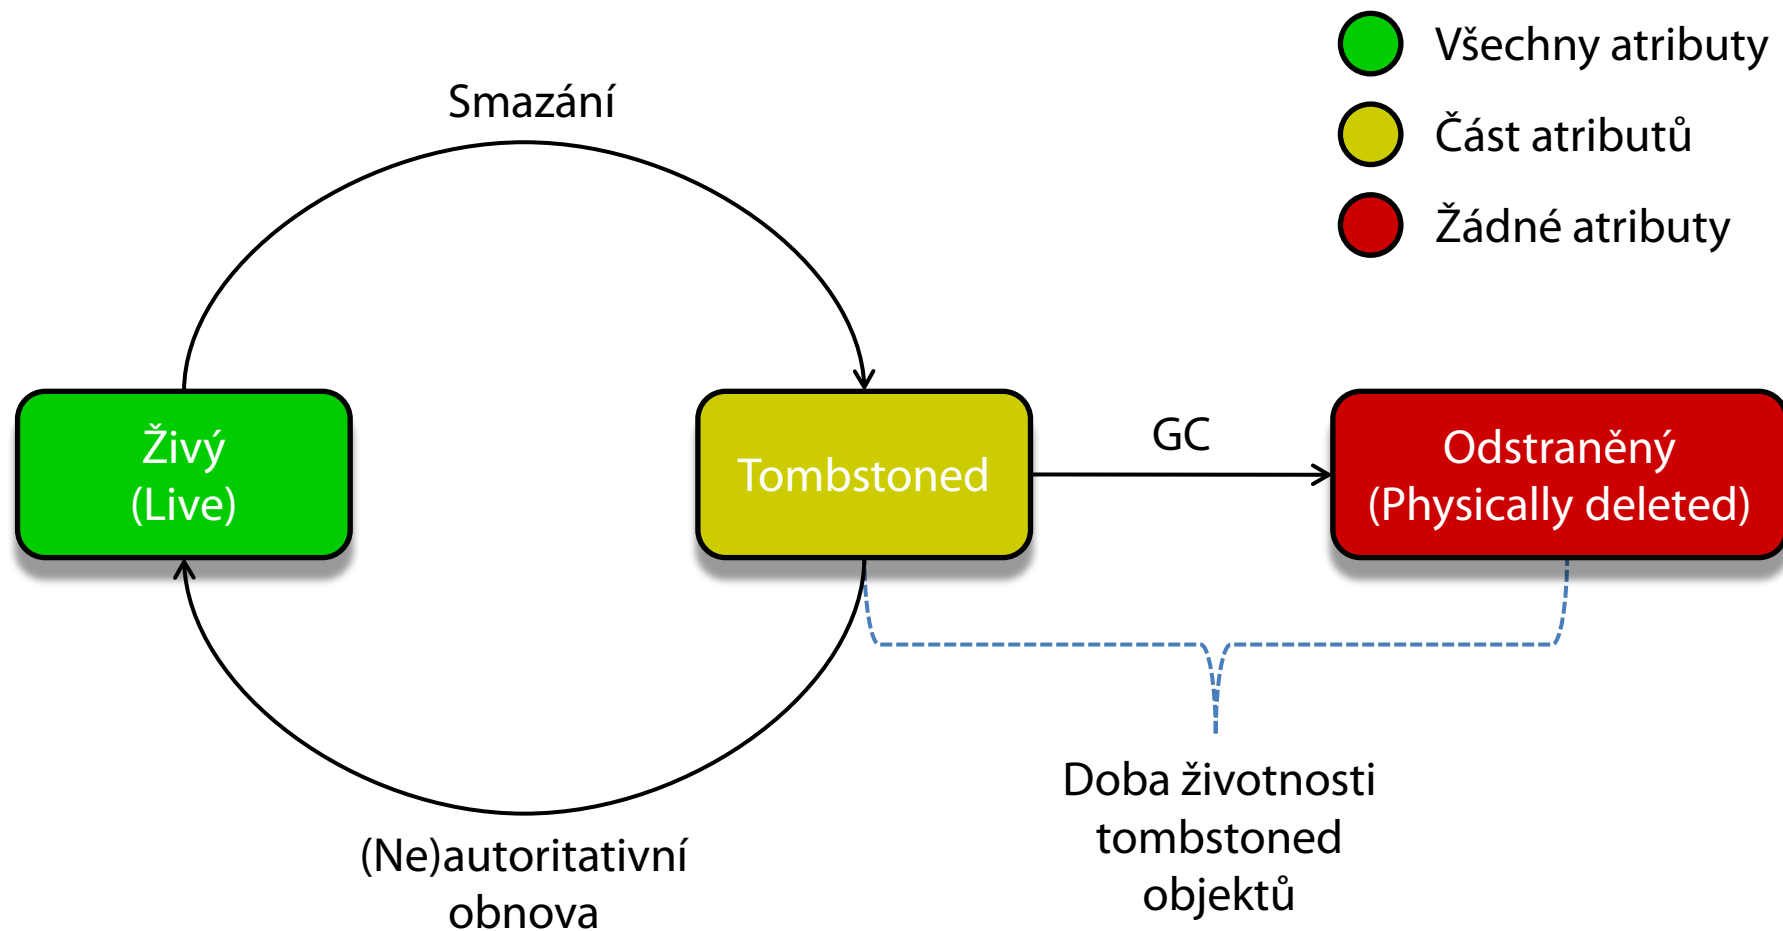 Všechny atributy
Část atributů
Žádné atributy
Smazání
Živý
(Live)
Tombstoned
GC
Odstraněný
(Physically deleted)
(Ne)autoritativní
obnova
Doba životnosti
tombstoned
objektů